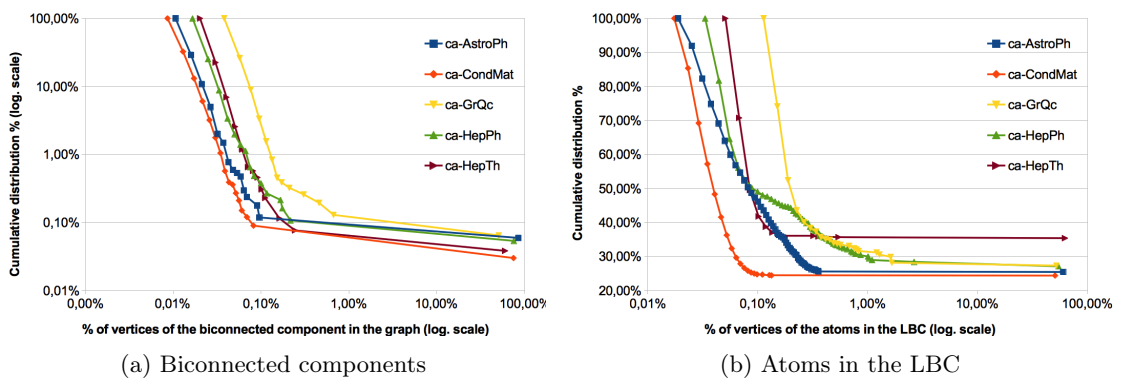 Cumulative distribution % (log. scale)
100,00%
10,00%
1,00%
0,10%
0,01%
0,00%
0,01%
0,10%
1,00%
10,00%
100,00%
ca-AstroPh
ca-CondMat
ca-GrQc
ca-HepPh
ca-HepTh
% of vertices of the biconnected component in the graph (log. scale)
(a) Biconnected components
Cumulative distribution %
100,00%
90,00%
80,00%
70,00%
60,00%
50,00%
40,00%
30,00%
20,00%
0,01%
0,10%
1,00%
10,00%
100,00%
ca-AstroPh
ca-CondMat
ca-GrQC
ca-HepPh
ca-HepTh
% of vertices of the atoms in the LBC (log. scale)
(b) Atoms in the LBC